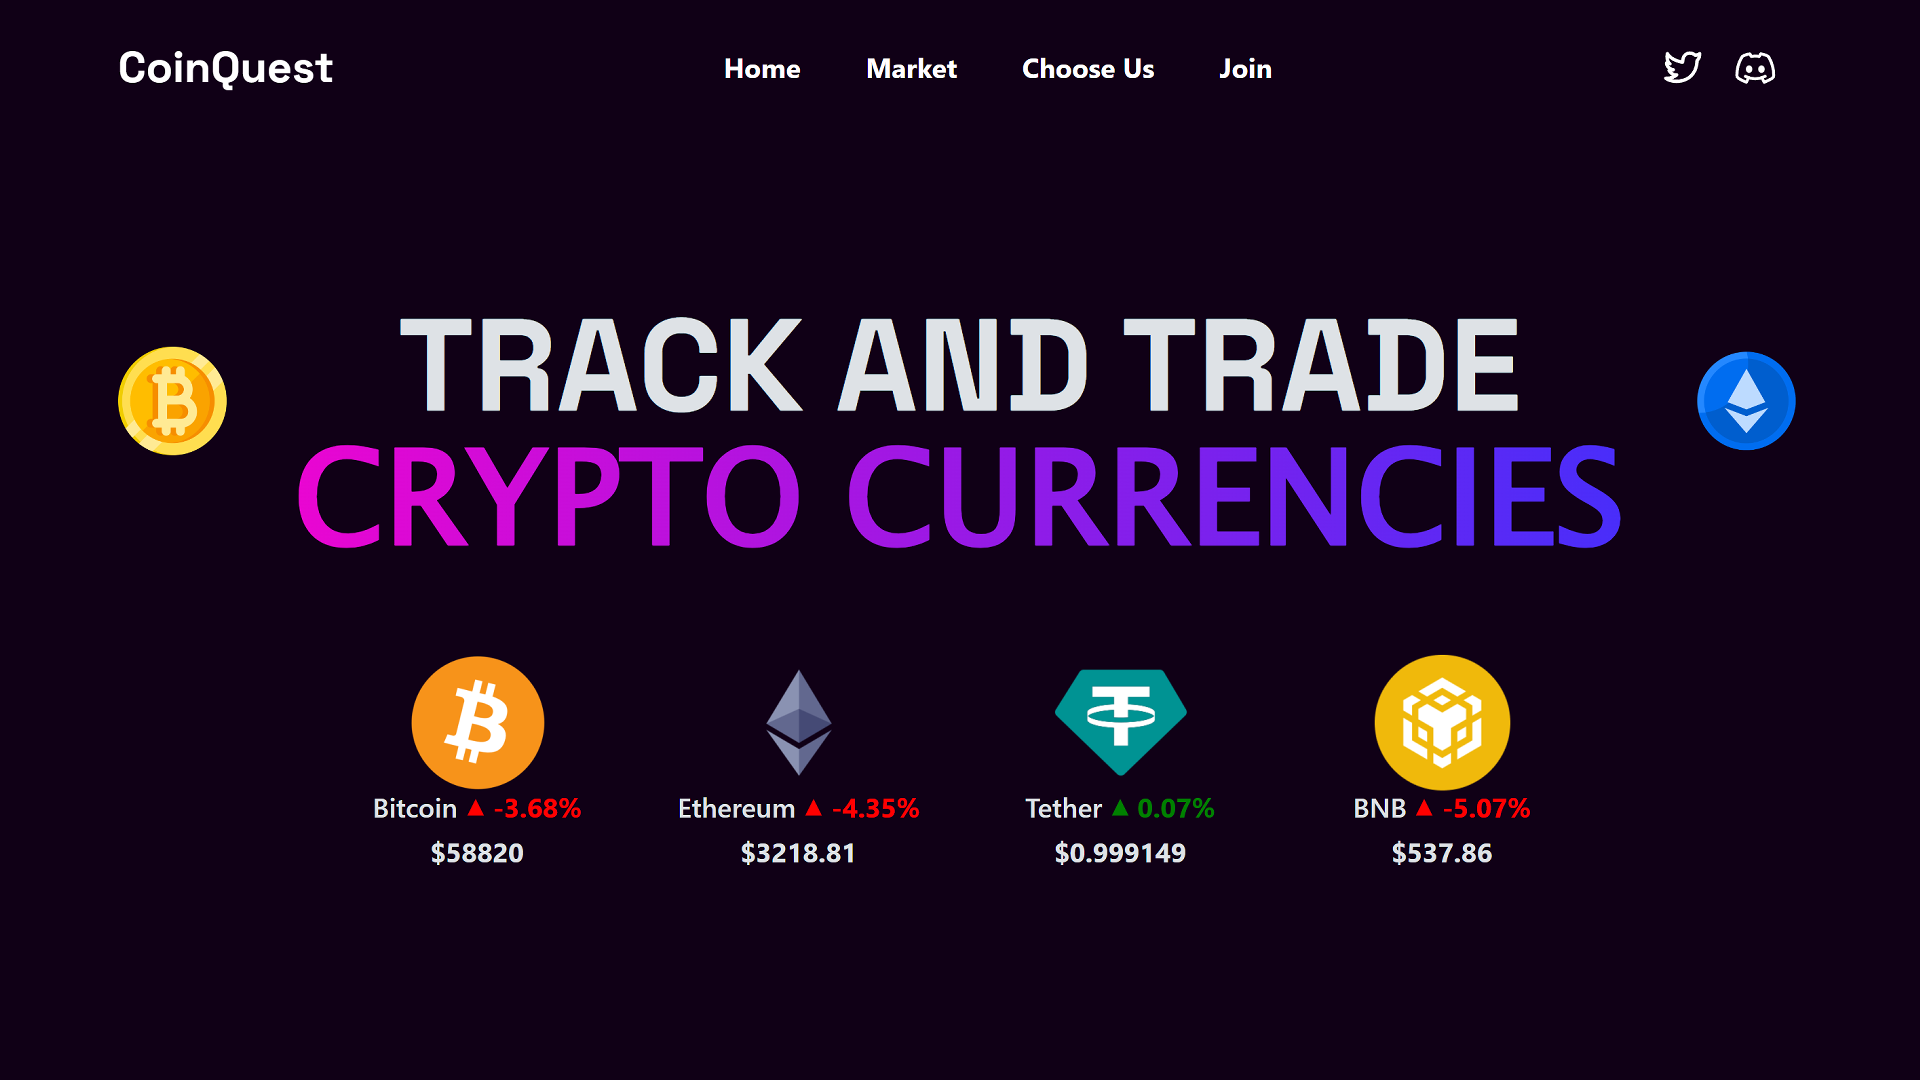 CoinQuest
Home Market Choose Us Join
TRACK AND TRADE
CRYPTO CURRENCIES
Bitcoin ▲ -3.68%
$58820
Ethereum ▲ -4.35%
$3218.81
Tether ▲ 0.07%
$0.999149
BNB ▲ -5.07%
$537.86